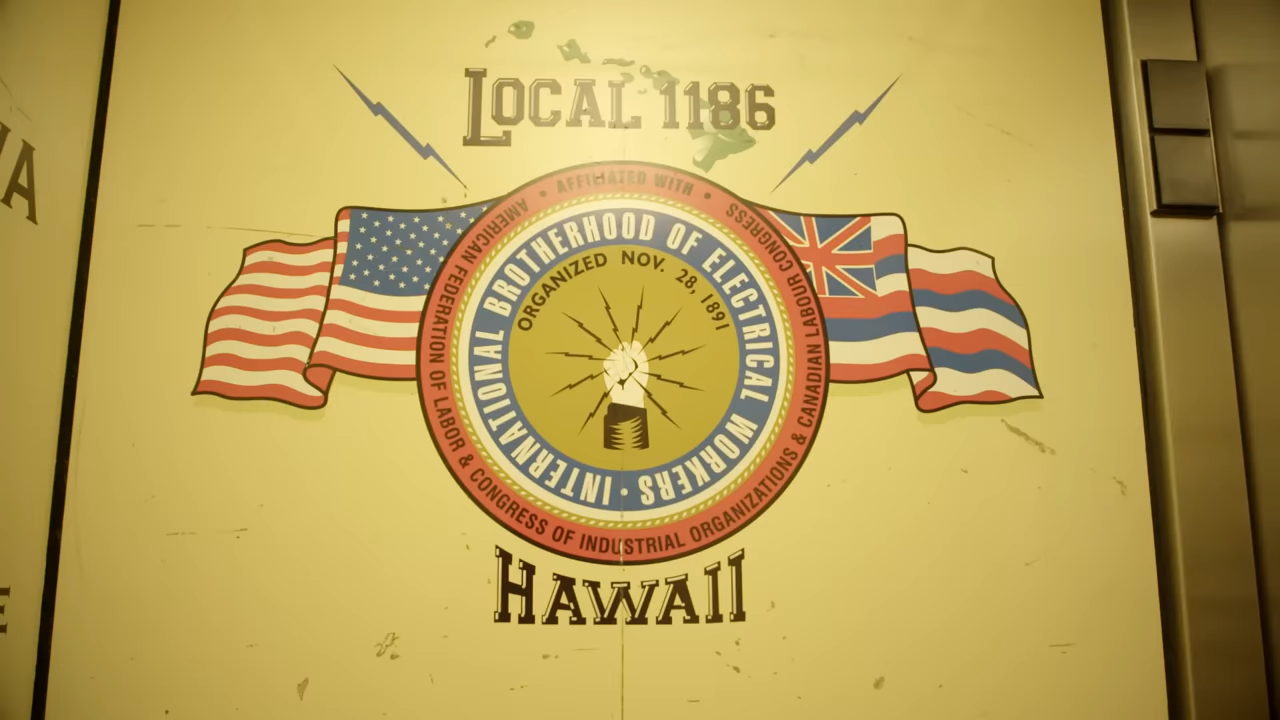 LOCAL 1186
· AFFILIATED WITH ·
AMERICAN FEDERATION OF LABOR & CONGRESS OF INDUSTRIAL ORGANIZATIONS & CANADIAN LABOUR CONGRESS
INTERNATIONAL BROTHERHOOD OF ELECTRICAL WORKERS ·
ORGANIZED NOV. 28, 1891
HAWAII